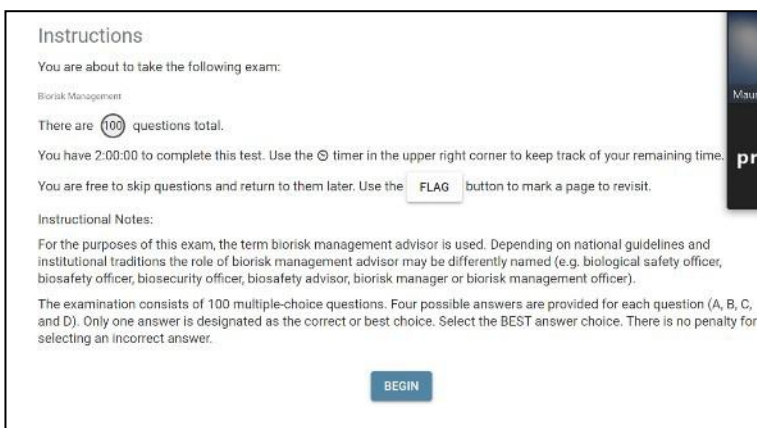 Instructions
You are about to take the following exam:
Biorisk Management
There are 100 questions total.
You have 2:00:00 to complete this test. Use the timer in the upper right corner to keep track of your remaining time.
You are free to skip questions and return to them later. Use the FLAG button to mark a page to revisit.
Instructional Notes:
For the purposes of this exam, the term biorisk management advisor is used. Depending on national guidelines and
institutional traditions the role of biorisk management advisor may be differently named (e.g. biological safety officer,
biosafety officer, biosecurity officer, biosafety advisor, biorisk manager or biorisk management officer).
The examination consists of 100 multiple-choice questions. Four possible answers are provided for each question (A, B, C,
and D). Only one answer is designated as the correct or best choice. Select the BEST answer choice. There is no penalty for
selecting an incorrect answer.
BEGIN